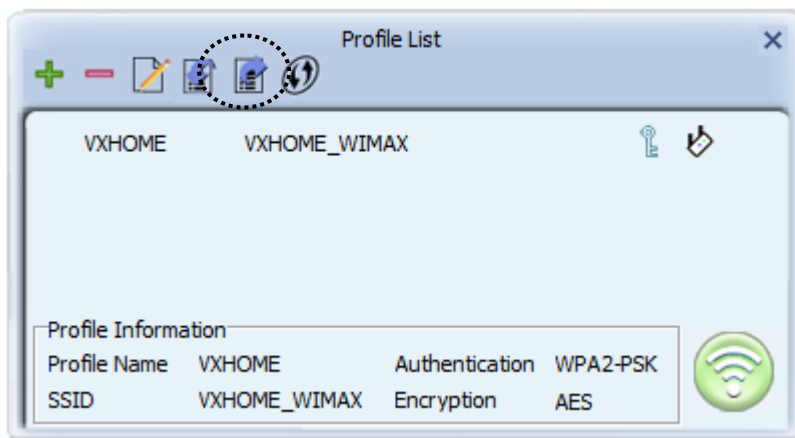 Profile List
VXHOME VXHOME_WIMAX
Profile Information
Profile Name VXHOME Authentication WPA2-PSK
SSID VXHOME_WIMAX Encryption AES